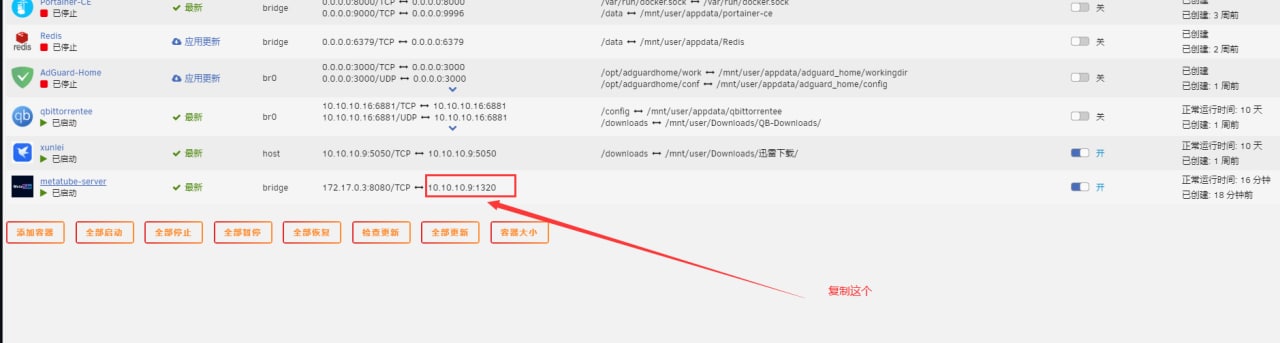 Portainer-CE
已停止
最新
bridge
0.0.0.0:8000/TCP ↔ 0.0.0.0:8000
0.0.0.0:9000/TCP ↔ 0.0.0.0:9996
/var/run/docker.sock ↔ /var/run/docker.sock
/data ↔ /mnt/user/appdata/portainer-ce
关
已创建
已创建: 3 周前
Redis
已停止
应用更新
bridge
0.0.0.0:6379/TCP ↔ 0.0.0.0:6379
/data ↔ /mnt/user/appdata/Redis
关
已创建
已创建: 2 周前
AdGuard-Home
已停止
应用更新
br0
0.0.0.0:3000/TCP ↔ 0.0.0.0:3000
0.0.0.0:3000/UDP ↔ 0.0.0.0:3000
/opt/adguardhome/work ↔ /mnt/user/appdata/adguard_home/workingdir
/opt/adguardhome/conf ↔ /mnt/user/appdata/adguard_home/config
关
已创建
已创建: 1 周前
qb
qbittorrentee
已启动
最新
br0
10.10.10.16:6881/TCP ↔ 10.10.10.16:6881
10.10.10.16:6881/UDP ↔ 10.10.10.16:6881
/config ↔ /mnt/user/appdata/qbittorrentee
/downloads ↔ /mnt/user/Downloads/QB-Downloads/
关
正常运行时间: 10 天
已创建: 1 周前
xunlei
已启动
最新
host
10.10.10.9:5050/TCP ↔ 10.10.10.9:5050
/downloads ↔ /mnt/user/Downloads/迅雷下载/
开
正常运行时间: 10 天
已创建: 1 周前
metatube-server
已启动
最新
bridge
172.17.0.3:8080/TCP ↔ 10.10.10.9:1320
开
正常运行时间: 16 分钟
已创建: 18 分钟前
添加容器 全部启动 全部停止 全部暂停 全部恢复 检查更新 全部更新 容器大小
复制这个